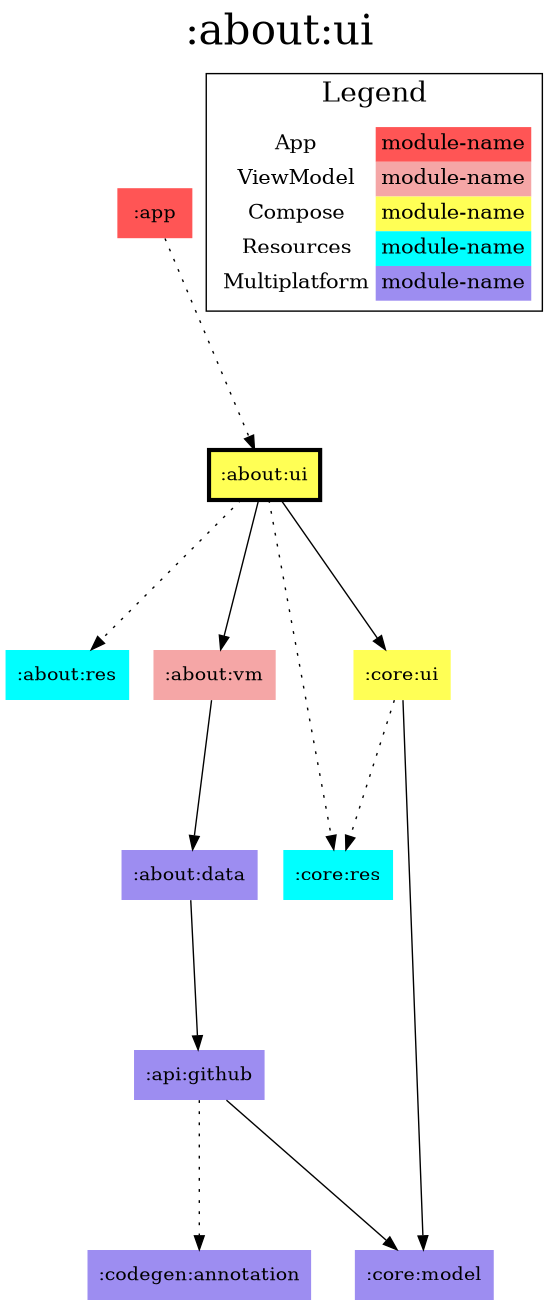 :about:ui
Legend
App module-name
ViewModel module-name
Compose module-name
Resources module-name
Multiplatform module-name
:app
:about:ui
:about:res :about:vm :core:ui
:about:data :core:res
:api:github
:codegen:annotation :core:model